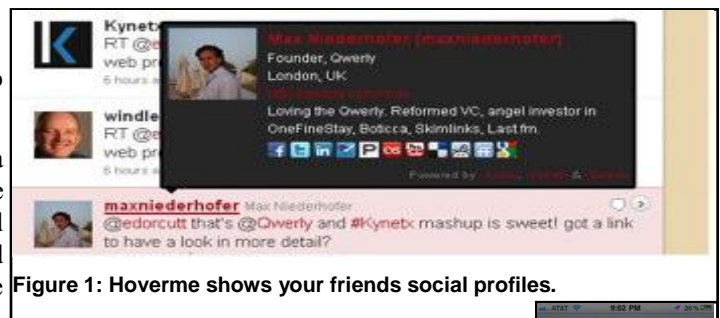 Kynetx
RT @e
web pr
6 hours a
Max Niederhofer (maxniederhofer)
Founder, Qwerly
London, UK
Loving the Qwerly. Reformed VC, angel investor in
OneFineStay, Boticca, Skimlinks, Last.fm.
Powered by
windle
RT @e
web pr
6 hours a
maxniederhofer Max Niederhofer
@edorcutt that's @Qwerly and #Kynetx mashup is sweet! got a link
to have a look in more detail?
Figure 1: Hoverme shows your friends social profiles.
AT&T 9:02 PM